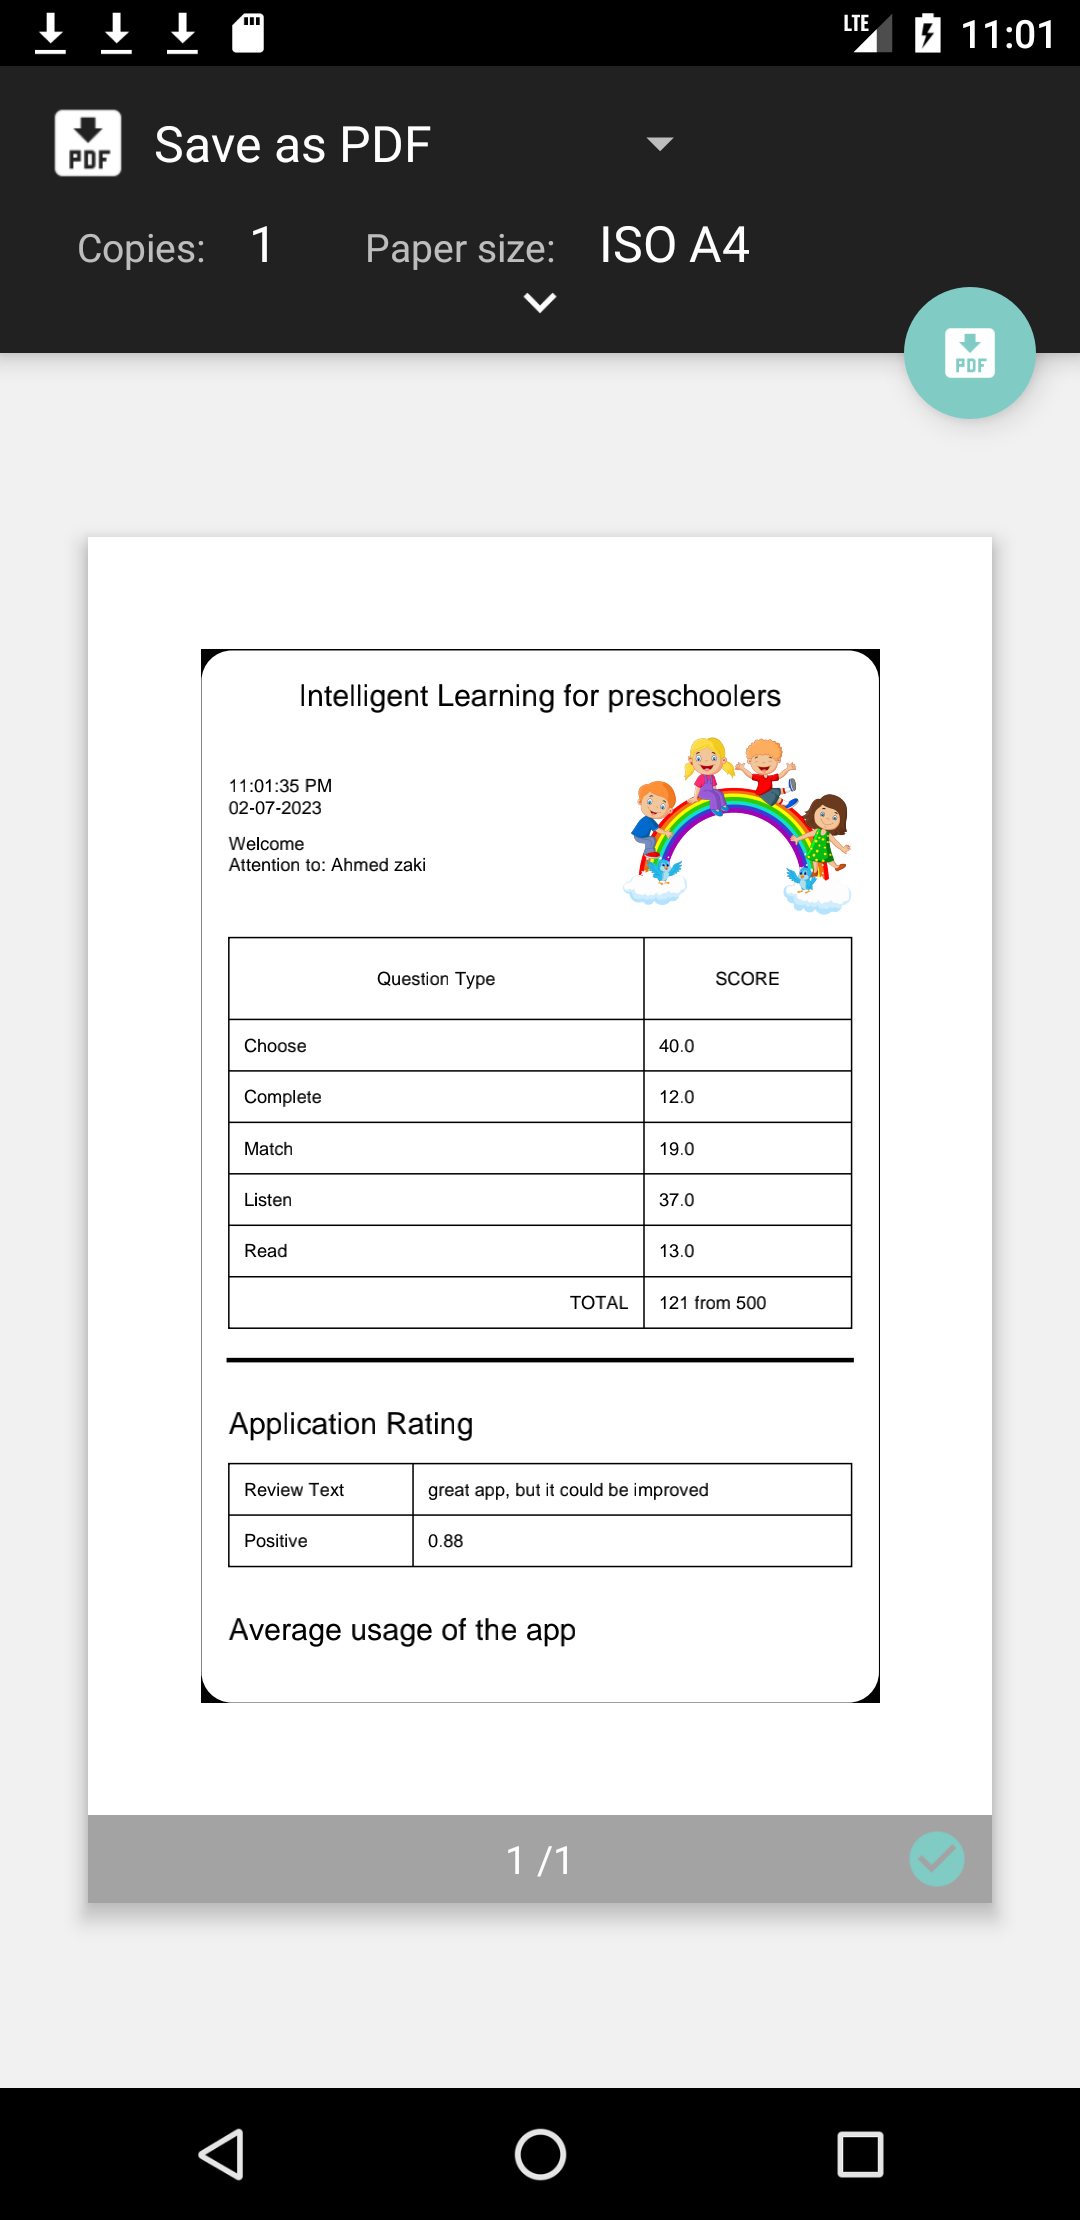 LTE 11:01
PDF Save as PDF
Copies: 1 Paper size: ISO A4
PDF
Intelligent Learning for preschoolers
11:01:35 PM
02-07-2023
Welcome
Attention to: Ahmed zaki
Question Type SCORE
Choose 40.0
Complete 12.0
Match 19.0
Listen 37.0
Read 13.0
TOTAL 121 from 500
Application Rating
Review Text great app, but it could be improved
Positive 0.88
Average usage of the app
1 /1